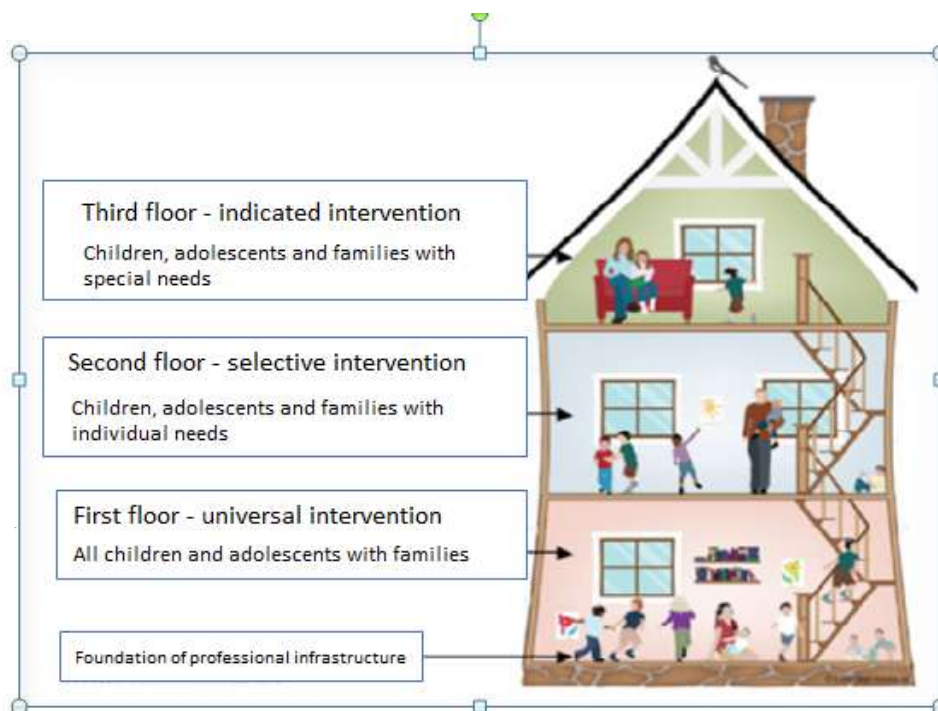 Third floor - indicated intervention
Children, adolescents and families with
special needs
Second floor - selective intervention
Children, adolescents and families with
individual needs
First floor - universal intervention
All children and adolescents with families
Foundation of professional infrastructure